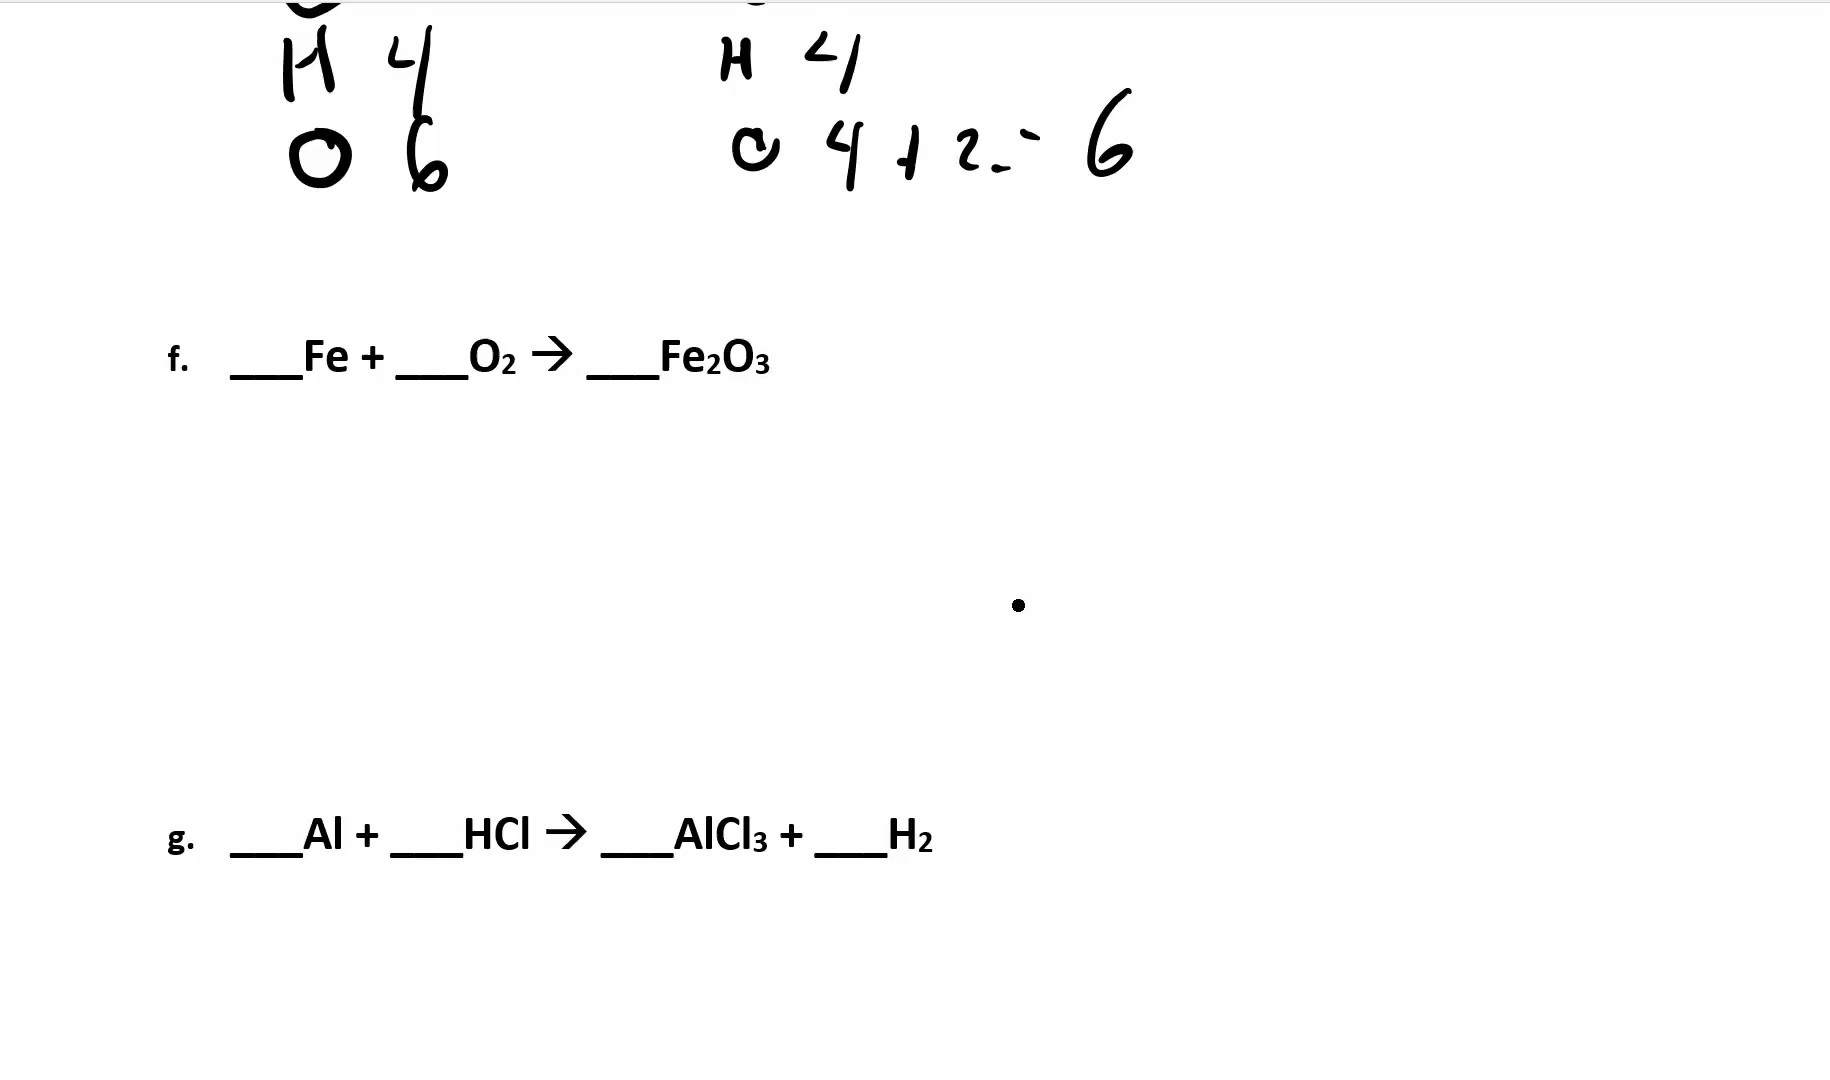 H 4 H 4
O 6 O 4 + 2 = 6
f. ___Fe + ___O₂ → ___Fe₂O₃
g. ___Al + ___HCl → ___AlCl₃ + ___H₂